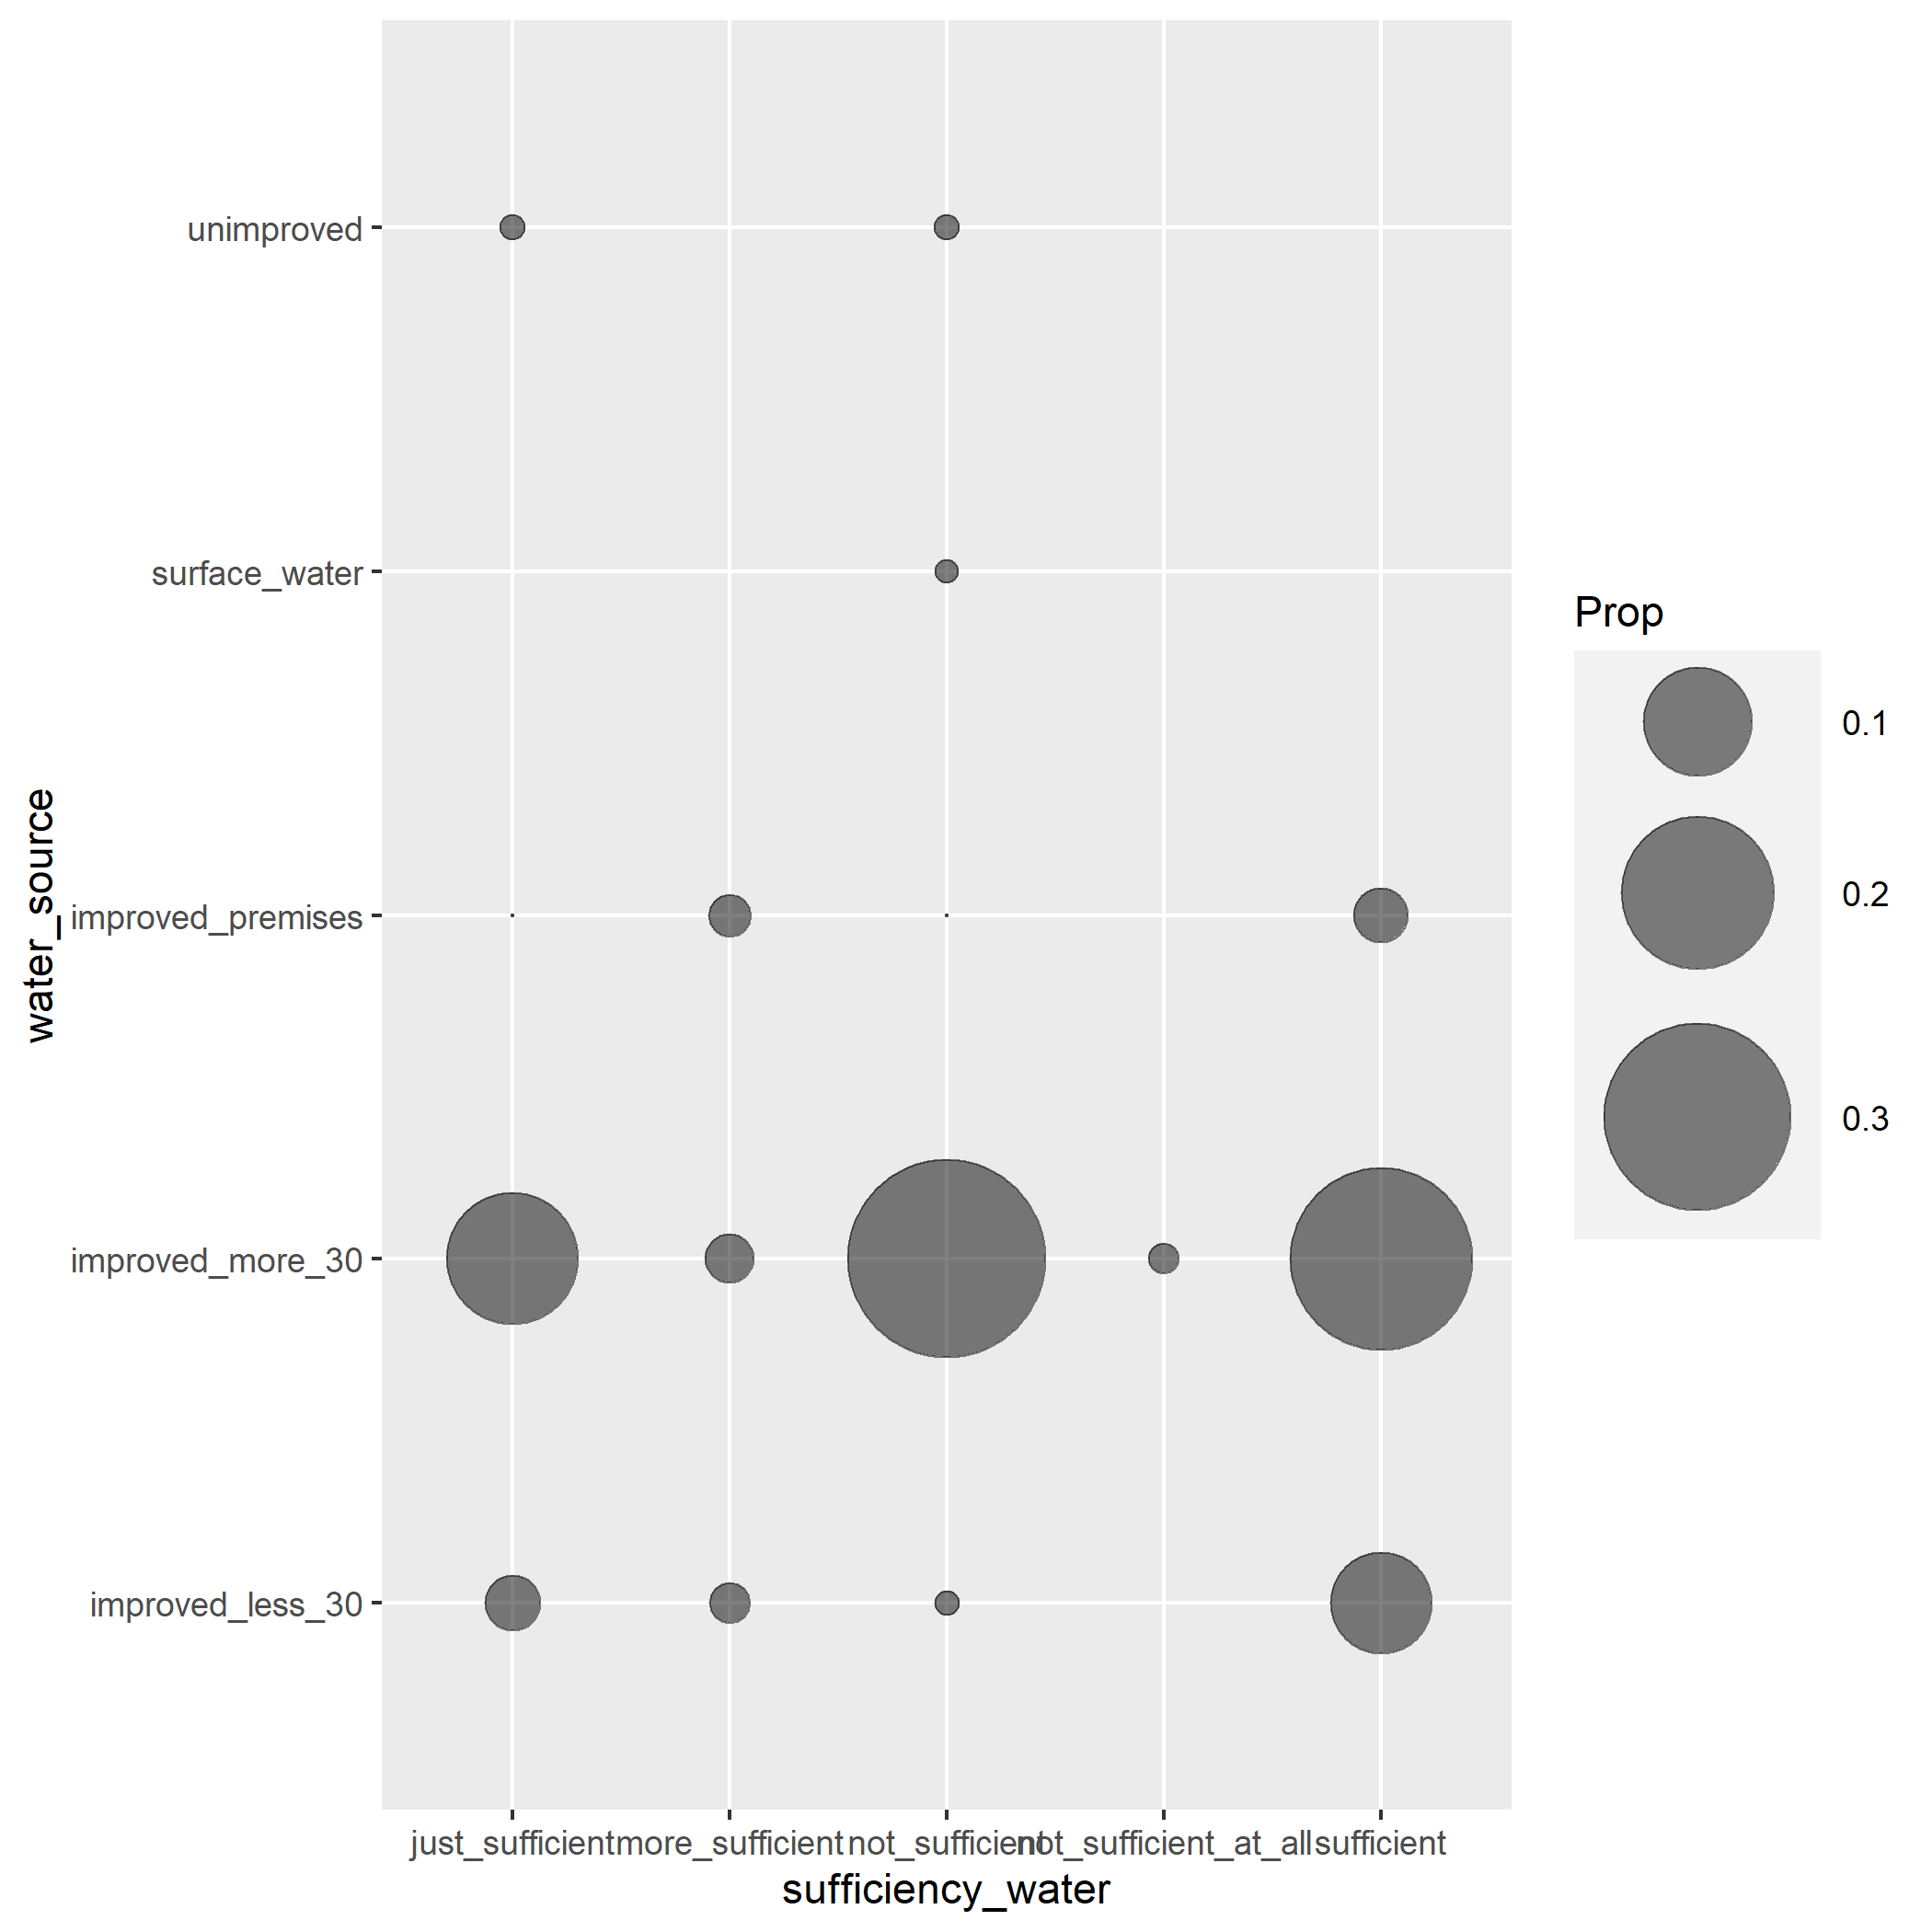 unimproved
surface_water
improved_premises
improved_more_30
improved_less_30
water_source
just_sufficient more_sufficient not_sufficient not_sufficient_at_all sufficient
sufficiency_water
Prop
0.1
0.2
0.3